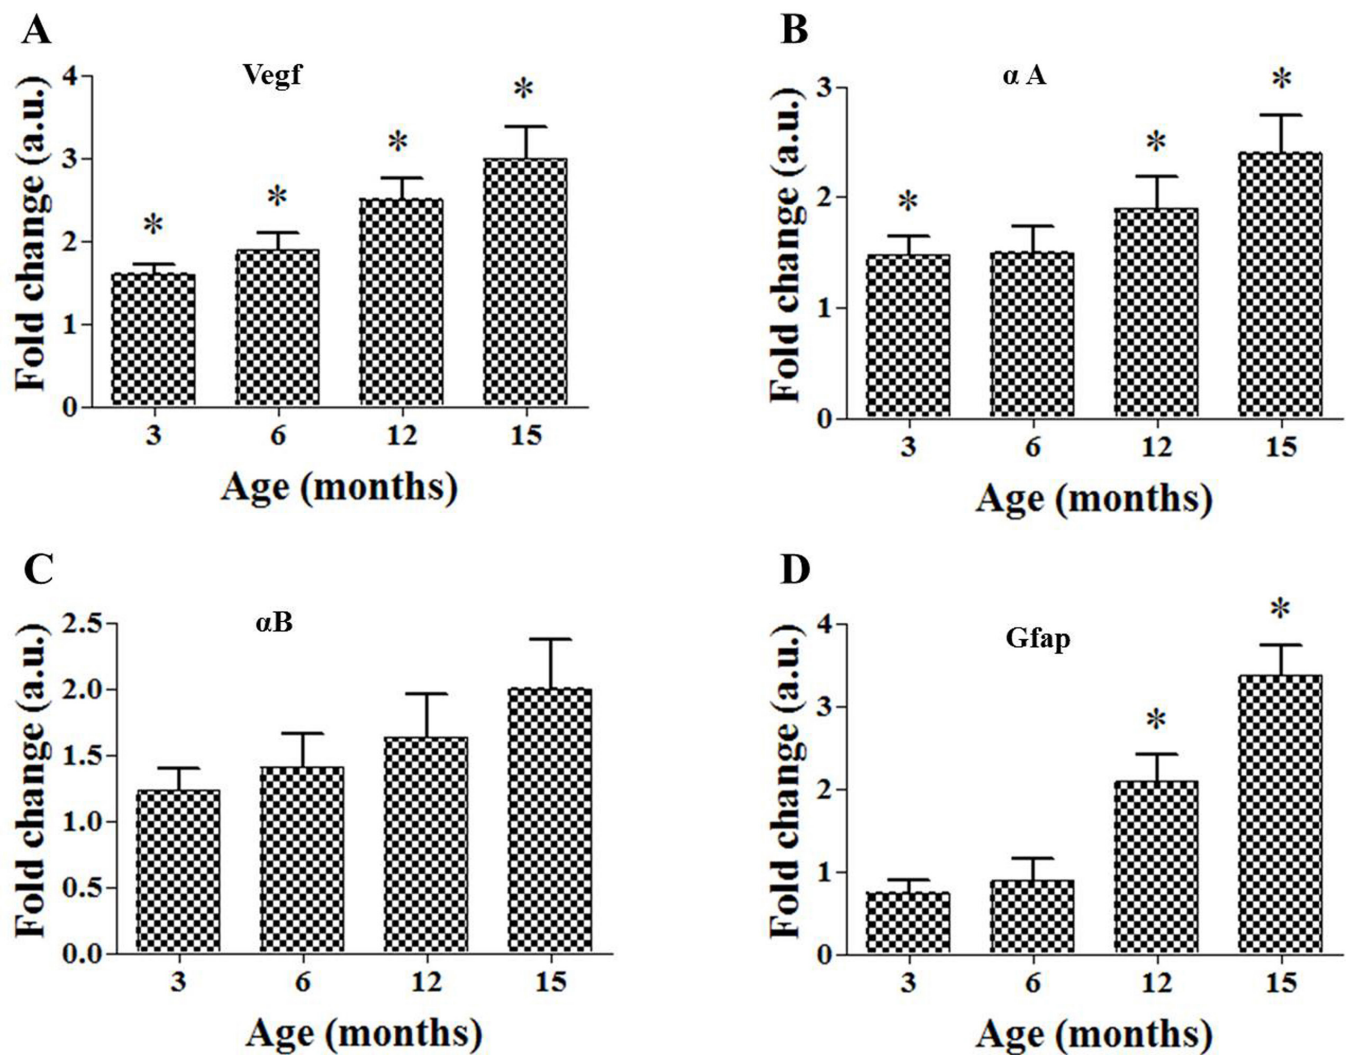 A
Vegf
*
*
*
*
Fold change (a.u.)
4
3
2
1
0
3 6 12 15
Age (months)
B
α A
*
*
*
Fold change (a.u.)
3
2
1
0
3 6 12 15
Age (months)
C
αB
Fold change (a.u.)
2.5
2.0
1.5
1.0
0.5
0.0
3 6 12 15
Age (months)
D
Gfap
*
*
Fold change (a.u.)
4
3
2
1
0
3 6 12 15
Age (months)